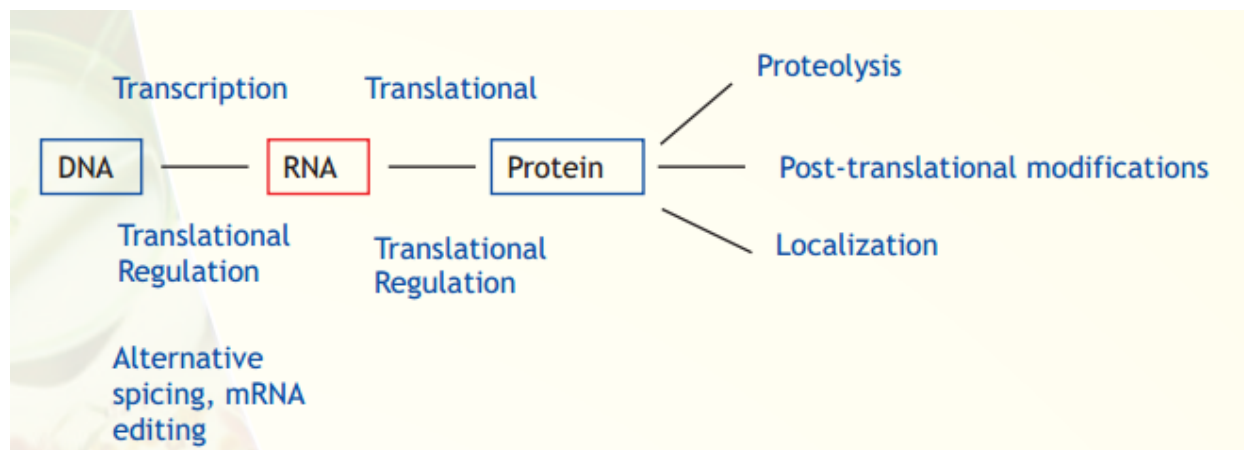 Transcription
Translational
Proteolysis
DNA
RNA
Protein
Post-translational modifications
Translational
Regulation
Translational
Regulation
Localization
Alternative
spicing, mRNA
editing